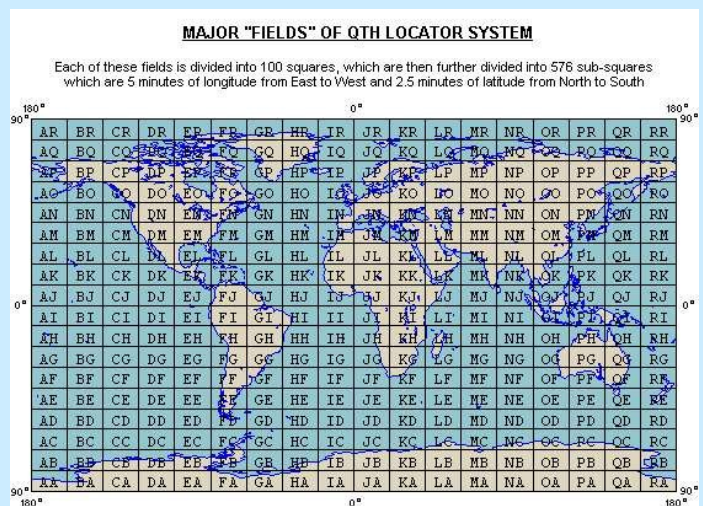 MAJOR "FIELDS" OF QTH LOCATOR SYSTEM
Each of these fields is divided into 100 squares, which are then further divided into 576 sub-squares
which are 5 minutes of longitude from East to West and 2.5 minutes of latitude from North to South
180° 0° 180°
90° 90°
AR BR CR DR ER FR GR HR IR JR KR LR MR NR OR PR QR RR
AQ BQ CQ DQ EQ FQ GQ HQ IQ JQ KQ LQ MQ NQ OQ PQ QQ RQ
AP BP CP DP EP FP GP HP IP JP KP LP MP NP OP PP QP RP
AO BO CO DO EO FO GO HO IO JO KO LO MO NO OO PO QO RO
AN BN CN DN EN FN GN HN IN JN KN LN MN NN ON PN QN RN
AM BM CM DM EM FM GM HM IM JM KM LM MM NM OM PM QM RM
AL BL CL DL EL FL GL HL IL JL KL LL ML NL OL PL QL RL
AK BK CK DK EK FK GK HK IK JK KK LK MK NK OK PK QK RK
AJ BJ CJ DJ EJ FJ GJ HJ IJ JJ KJ LJ MJ NJ OJ PJ QJ RJ
0° 0°
AI BI CI DI EI FI GI HI II JI KI LI MI NI OI PI QI RI
AH BH CH DH EH FH GH HH IH JH KH LH MH NH OH PH QH RH
AG BG CG DG EG FG GG HG IG JG KG LG MG NG OG PG QG RG
AF BF CF DF EF FF GF HF IF JF KF LF MF NF OF PF QF RF
AE BE CE DE EE FE GE HE IE JE KE LE ME NE OE PE QE RE
AD BD CD DD ED FD GD HD ID JD KD LD MD ND OD PD QD RD
AC BC CC DC EC FC GC HC IC JC KC LC MC NC OC PC QC RC
AB BB CB DB EB FB GB HB IB JB KB LB MB NB OB PB QB RB
AA BA CA DA EA FA GA HA IA JA KA LA MA NA OA PA QA RA
90° 90°
180° 0° 180°